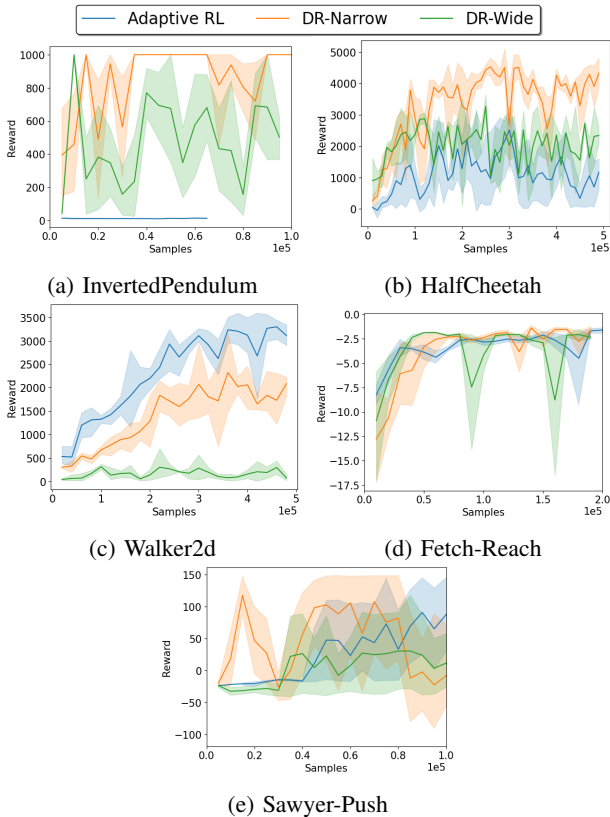 Adaptive RL DR-Narrow DR-Wide
1000
800
600
400
200
0
Reward
0.0 0.2 0.4 0.6 0.8 1.0
Samples 1e5
(a) InvertedPendulum
5000
4000
3000
2000
1000
0
Reward
0 1 2 3 4 5
Samples 1e5
(b) HalfCheetah
3500
3000
2500
2000
1500
1000
500
0
Reward
0 1 2 3 4 5
Samples 1e5
(c) Walker2d
0.0
−2.5
−5.0
−7.5
−10.0
−12.5
−15.0
−17.5
Reward
0.0 0.5 1.0 1.5 2.0
Samples 1e5
(d) Fetch-Reach
150
100
50
0
−50
−100
Reward
0.0 0.2 0.4 0.6 0.8 1.0
Samples 1e5
(e) Sawyer-Push